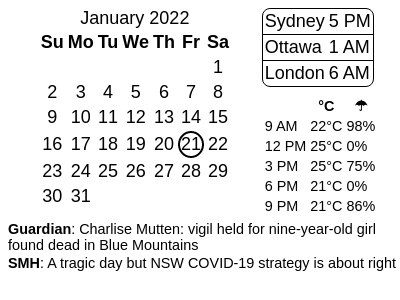 January 2022
Su Mo Tu We Th Fr Sa
1
2 3 4 5 6 7 8
9 10 11 12 13 14 15
16 17 18 19 20 21 22
23 24 25 26 27 28 29
30 31
Sydney 5 PM
Ottawa 1 AM
London 6 AM
°C ☂
9 AM 22°C 98%
12 PM 25°C 0%
3 PM 25°C 75%
6 PM 21°C 0%
9 PM 21°C 86%
Guardian: Charlise Mutten: vigil held for nine-year-old girl
found dead in Blue Mountains
SMH: A tragic day but NSW COVID-19 strategy is about right